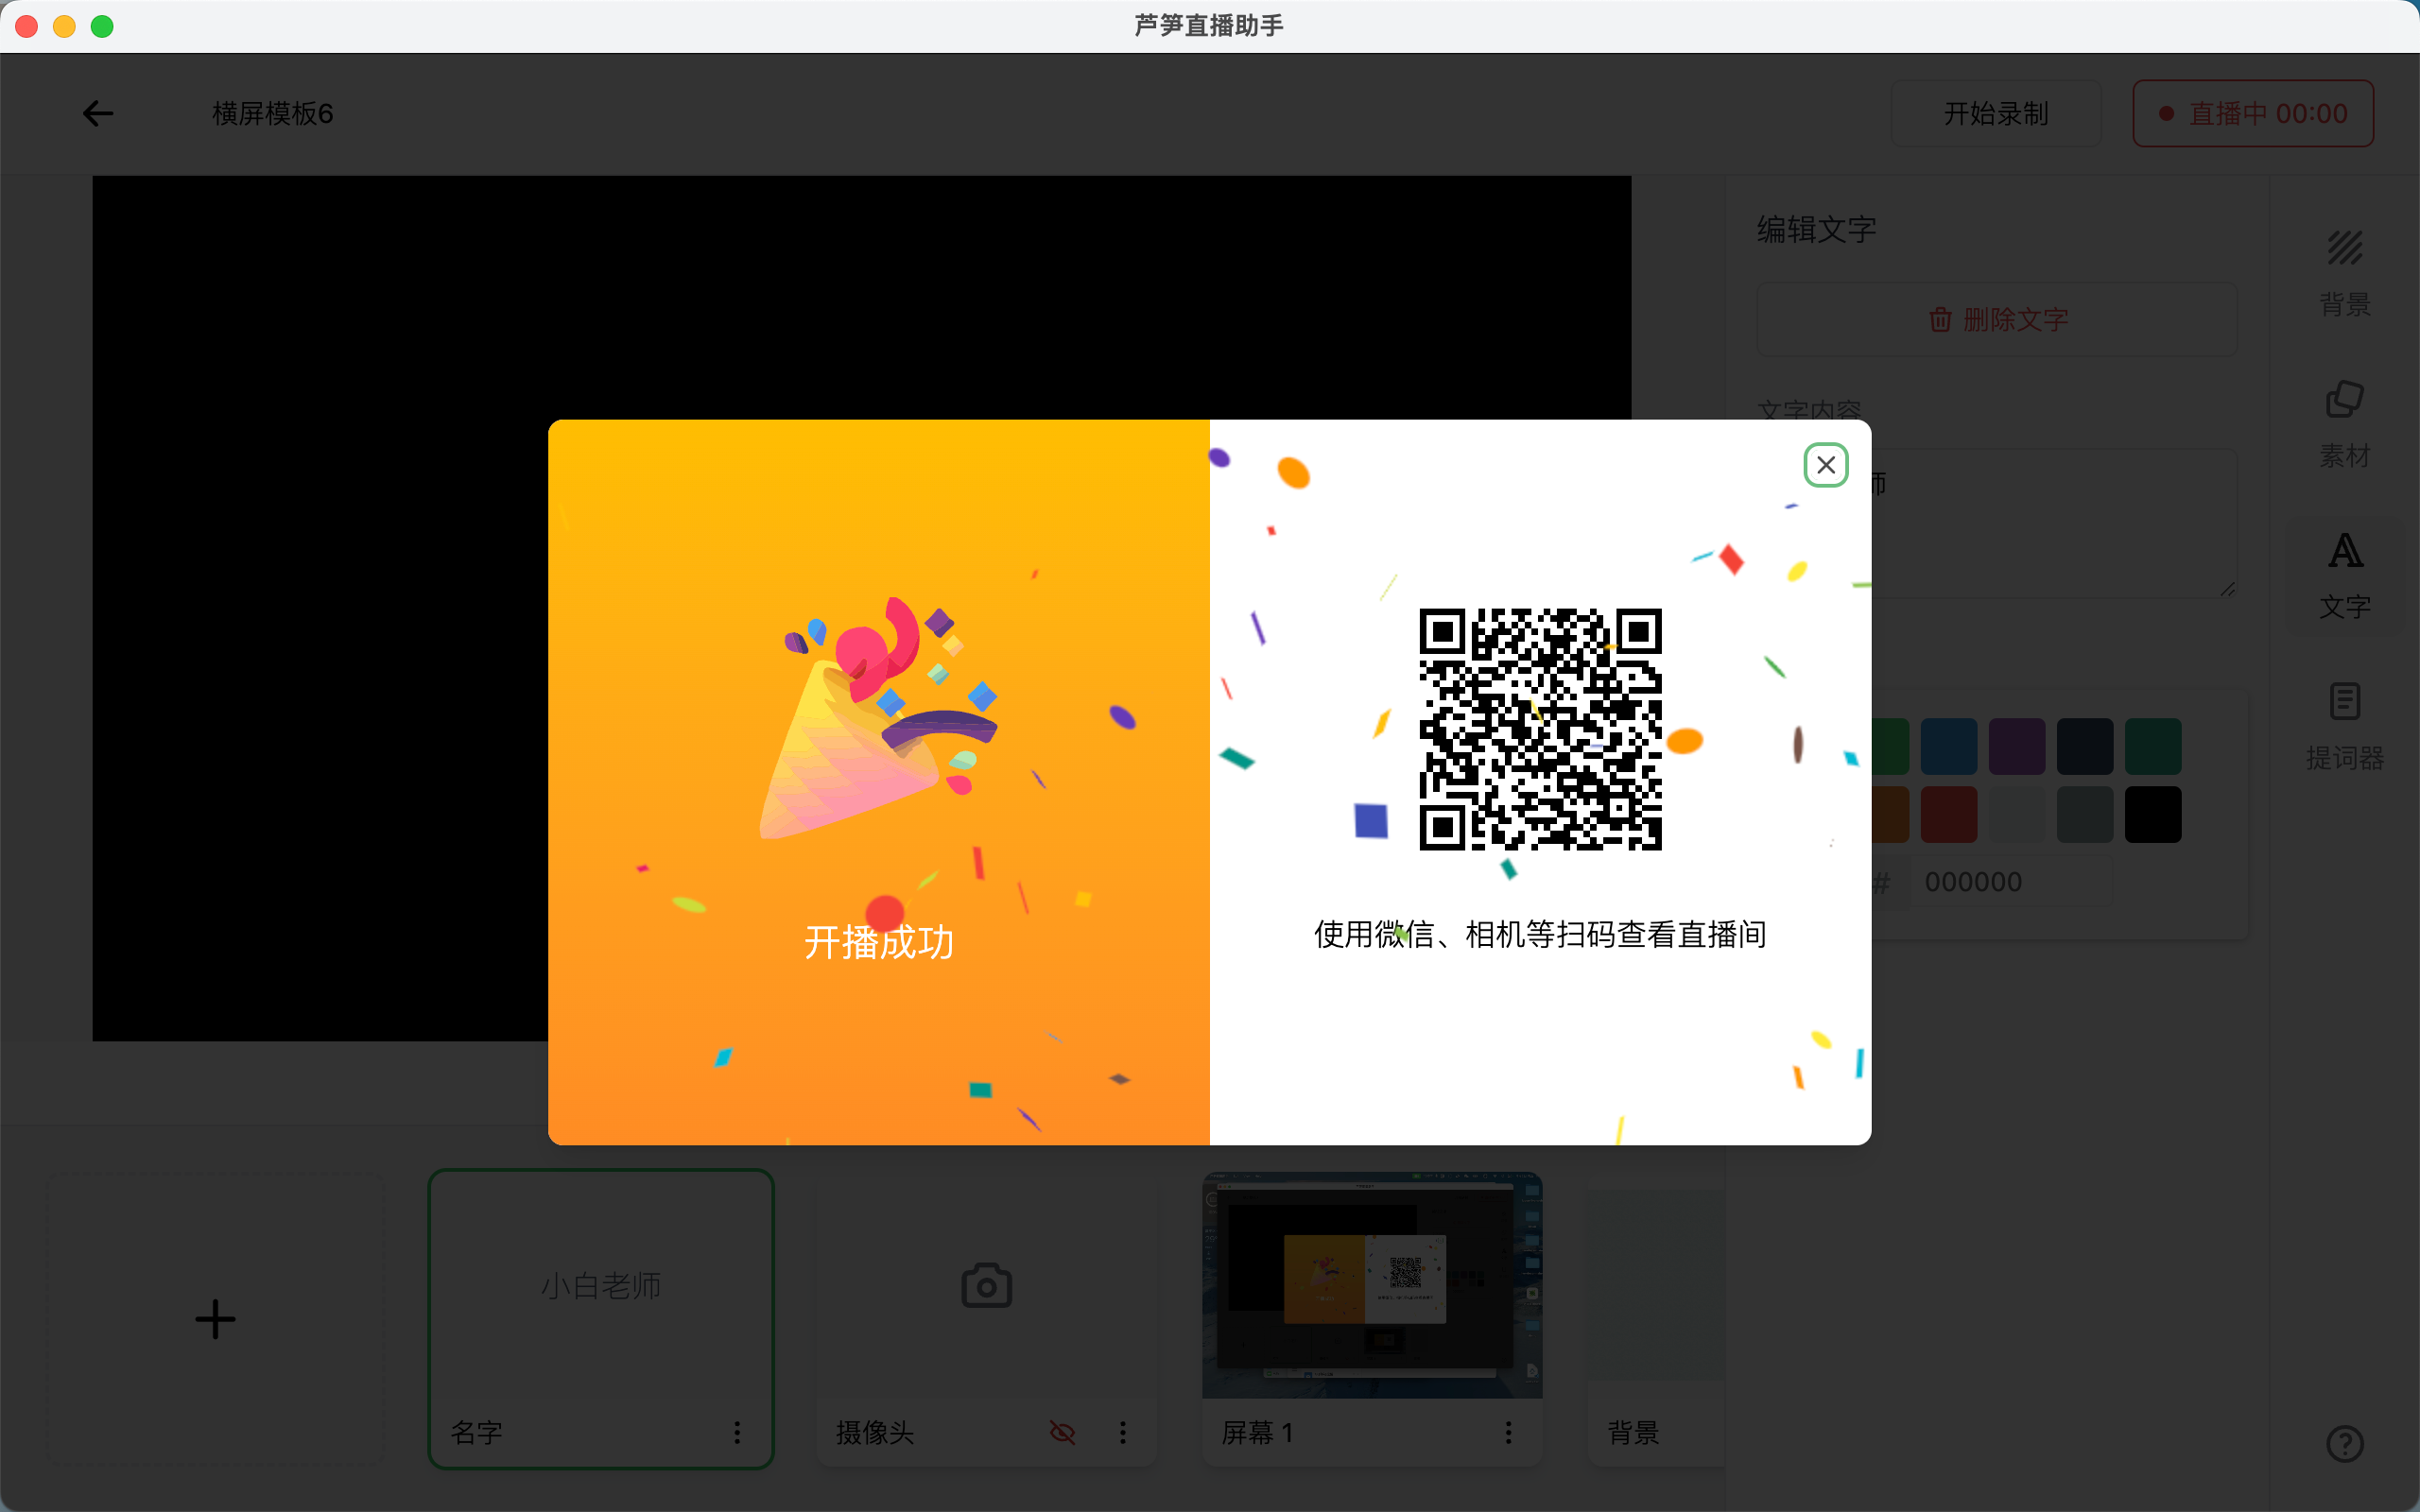 芦笋直播助手
横屏模板6
开始录制
直播中 00:00
编辑文字
删除文字
文字内容
师
背景
素材
文字
提词器
# 000000
开播成功
使用微信、相机等扫码查看直播间
小白老师
名字
摄像头
屏幕 1
背景